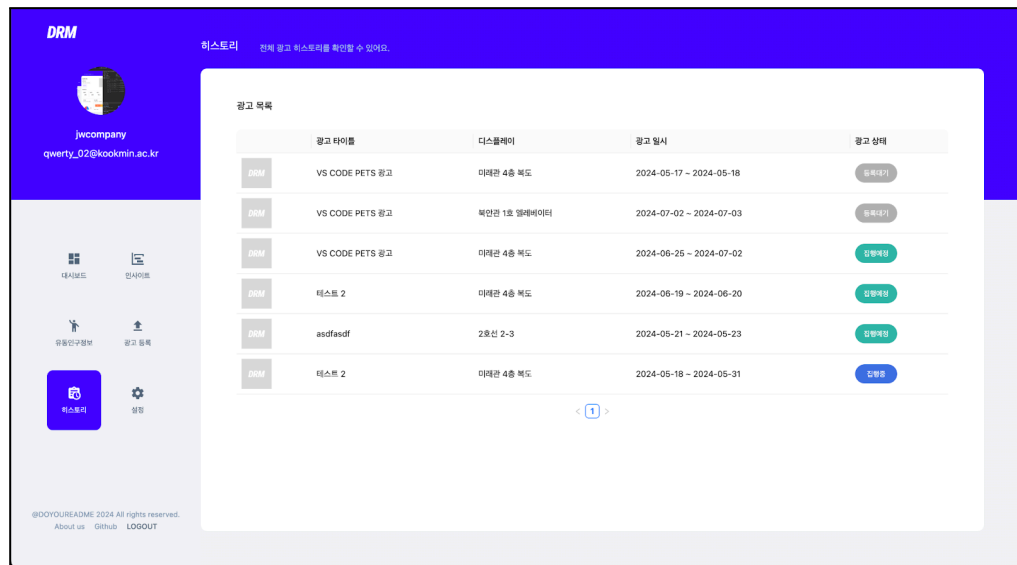 DRM
jwcompany
qwerty_02@kookmin.ac.kr
대시보드 인사이트
유동인구정보 광고 등록
히스토리 설정
@DOYOUREADME 2024 All rights reserved.
About us Github LOGOUT
히스토리 전체 광고 히스토리를 확인할 수 있어요.
광고 목록
광고 타이틀 디스플레이 광고 일시 광고 상태
DRM VS CODE PETS 광고 미래관 4층 복도 2024-05-17 ~ 2024-05-18 등록대기
DRM VS CODE PETS 광고 북안관 1호 엘레베이터 2024-07-02 ~ 2024-07-03 등록대기
DRM VS CODE PETS 광고 미래관 4층 복도 2024-06-25 ~ 2024-07-02 집행예정
DRM 테스트 2 미래관 4층 복도 2024-06-19 ~ 2024-06-20 집행예정
DRM asdfasdf 2호선 2-3 2024-05-21 ~ 2024-05-23 집행예정
DRM 테스트 2 미래관 4층 복도 2024-05-18 ~ 2024-05-31 집행중
< 1 >